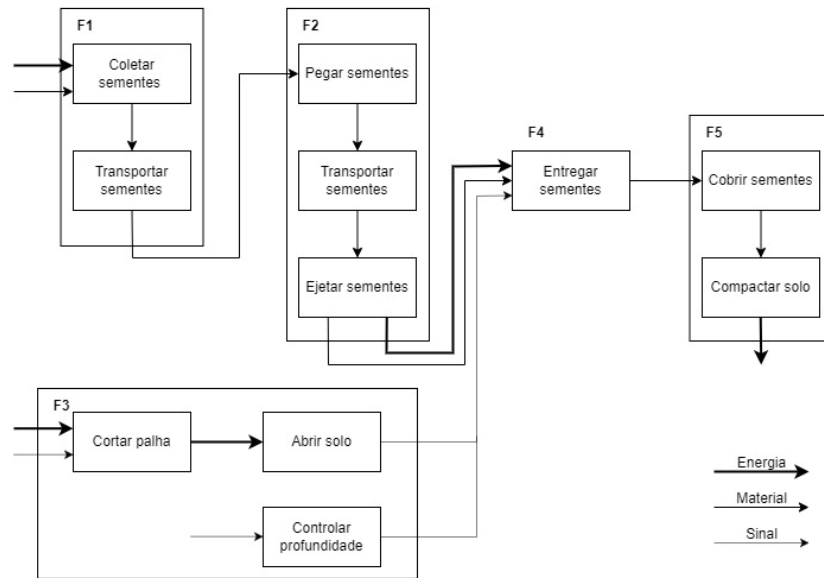 F1
Coletar
sementes
Transportar
sementes
F2
Pegar sementes
Transportar
sementes
Ejetar sementes
F4
Entregar
sementes
F5
Cobrir sementes
Compactar solo
F3
Cortar palha
Abrir solo
Controlar
profundidade
Energia
Material
Sinal